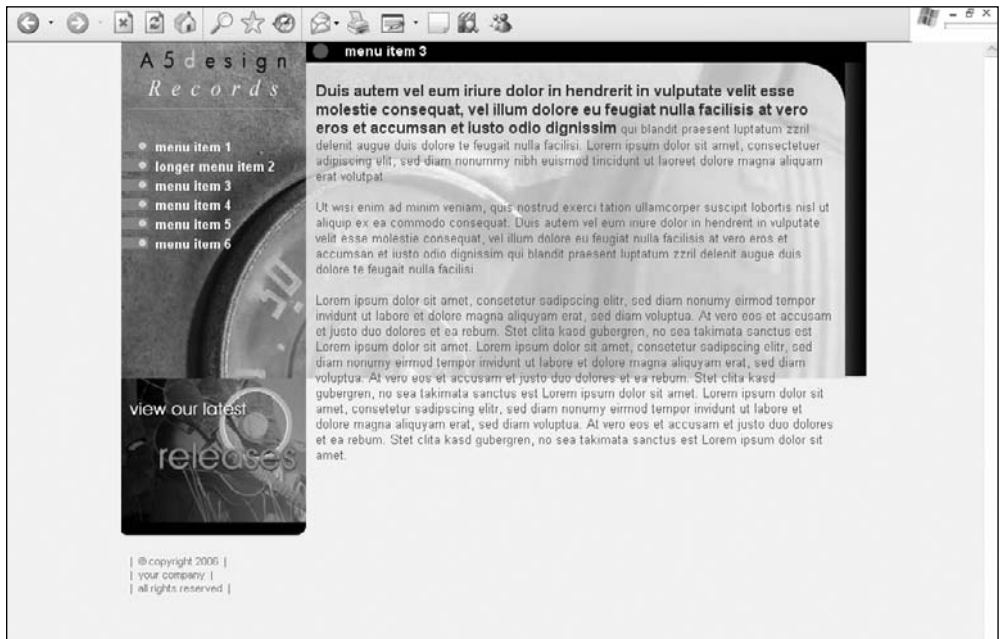 A5design
Records
menu item 3
menu item 1
longer menu item 2
menu item 3
menu item 4
menu item 5
menu item 6
Duis autem vel eum iriure dolor in hendrerit in vulputate velit esse
molestie consequat, vel illum dolore eu feugiat nulla facilisis at vero
eros et accumsan et iusto odio dignissim qui blandit praesent luptatum zzril
delenit augue duis dolore te feugait nulla facilisi. Lorem ipsum dolor sit amet, consectetuer
adipiscing elit, sed diam nonummy nibh euismod tincidunt ut laoreet dolore magna aliquam
erat volutpat.
Ut wisi enim ad minim veniam, quis nostrud exerci tation ullamcorper suscipit lobortis nisl ut
aliquip ex ea commodo consequat. Duis autem vel eum iriure dolor in hendrerit in vulputate
velit esse molestie consequat, vel illum dolore eu feugiat nulla facilisis at vero eros et
accumsan et iusto odio dignissim qui blandit praesent luptatum zzril delenit augue duis
dolore te feugait nulla facilisi.
Lorem ipsum dolor sit amet, consetetur sadipscing elitr, sed diam nonumy eirmod tempor
invidunt ut labore et dolore magna aliquyam erat, sed diam voluptua. At vero eos et accusam
et justo duo dolores et ea rebum. Stet clita kasd gubergren, no sea takimata sanctus est
Lorem ipsum dolor sit amet. Lorem ipsum dolor sit amet, consetetur sadipscing elitr, sed
diam nonumy eirmod tempor invidunt ut labore et dolore magna aliquyam erat, sed diam
voluptua. At vero eos et accusam et justo duo dolores et ea rebum. Stet clita kasd
gubergren, no sea takimata sanctus est Lorem ipsum dolor sit amet. Lorem ipsum dolor sit
amet, consetetur sadipscing elitr, sed diam nonumy eirmod tempor invidunt ut labore et
dolore magna aliquyam erat, sed diam voluptua. At vero eos et accusam et justo duo dolores
et ea rebum. Stet clita kasd gubergren, no sea takimata sanctus est Lorem ipsum dolor sit
amet.
30
view our latest
releases
| © copyright 2006 |
| your company |
| all rights reserved |